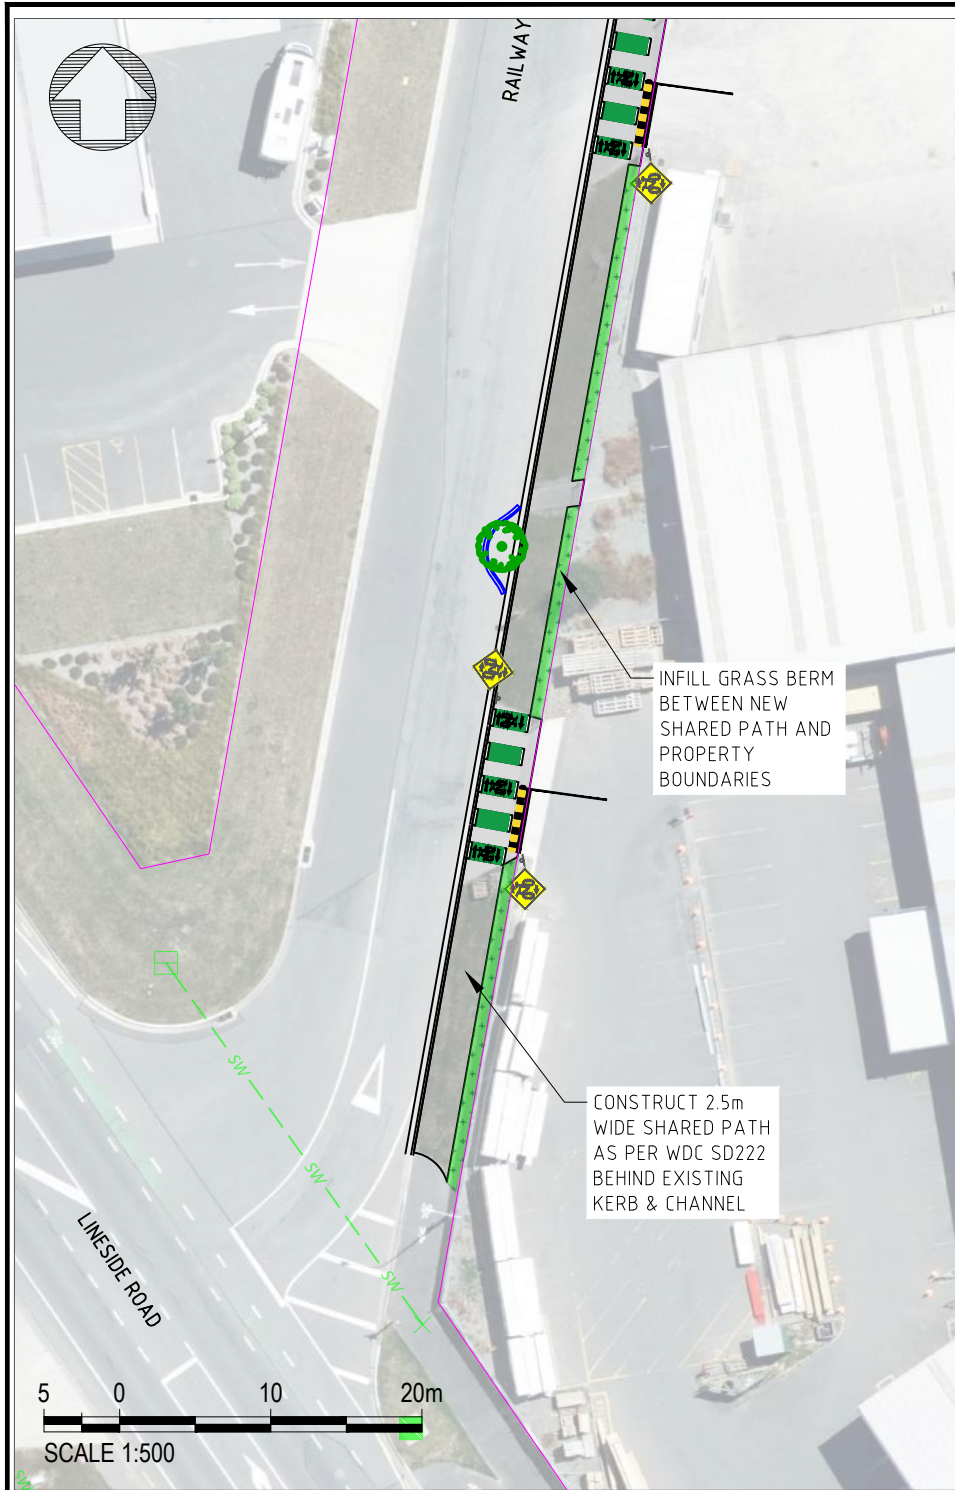 RAILWAY
INFILL GRASS BERM
BETWEEN NEW
SHARED PATH AND
PROPERTY
BOUNDARIES
SW
CONSTRUCT 2.5m
WIDE SHARED PATH
AS PER WDC SD222
BEHIND EXISTING
KERB & CHANNEL
SW
LINESIDE ROAD
SW
5 0 10 20m
SCALE 1:500
SW